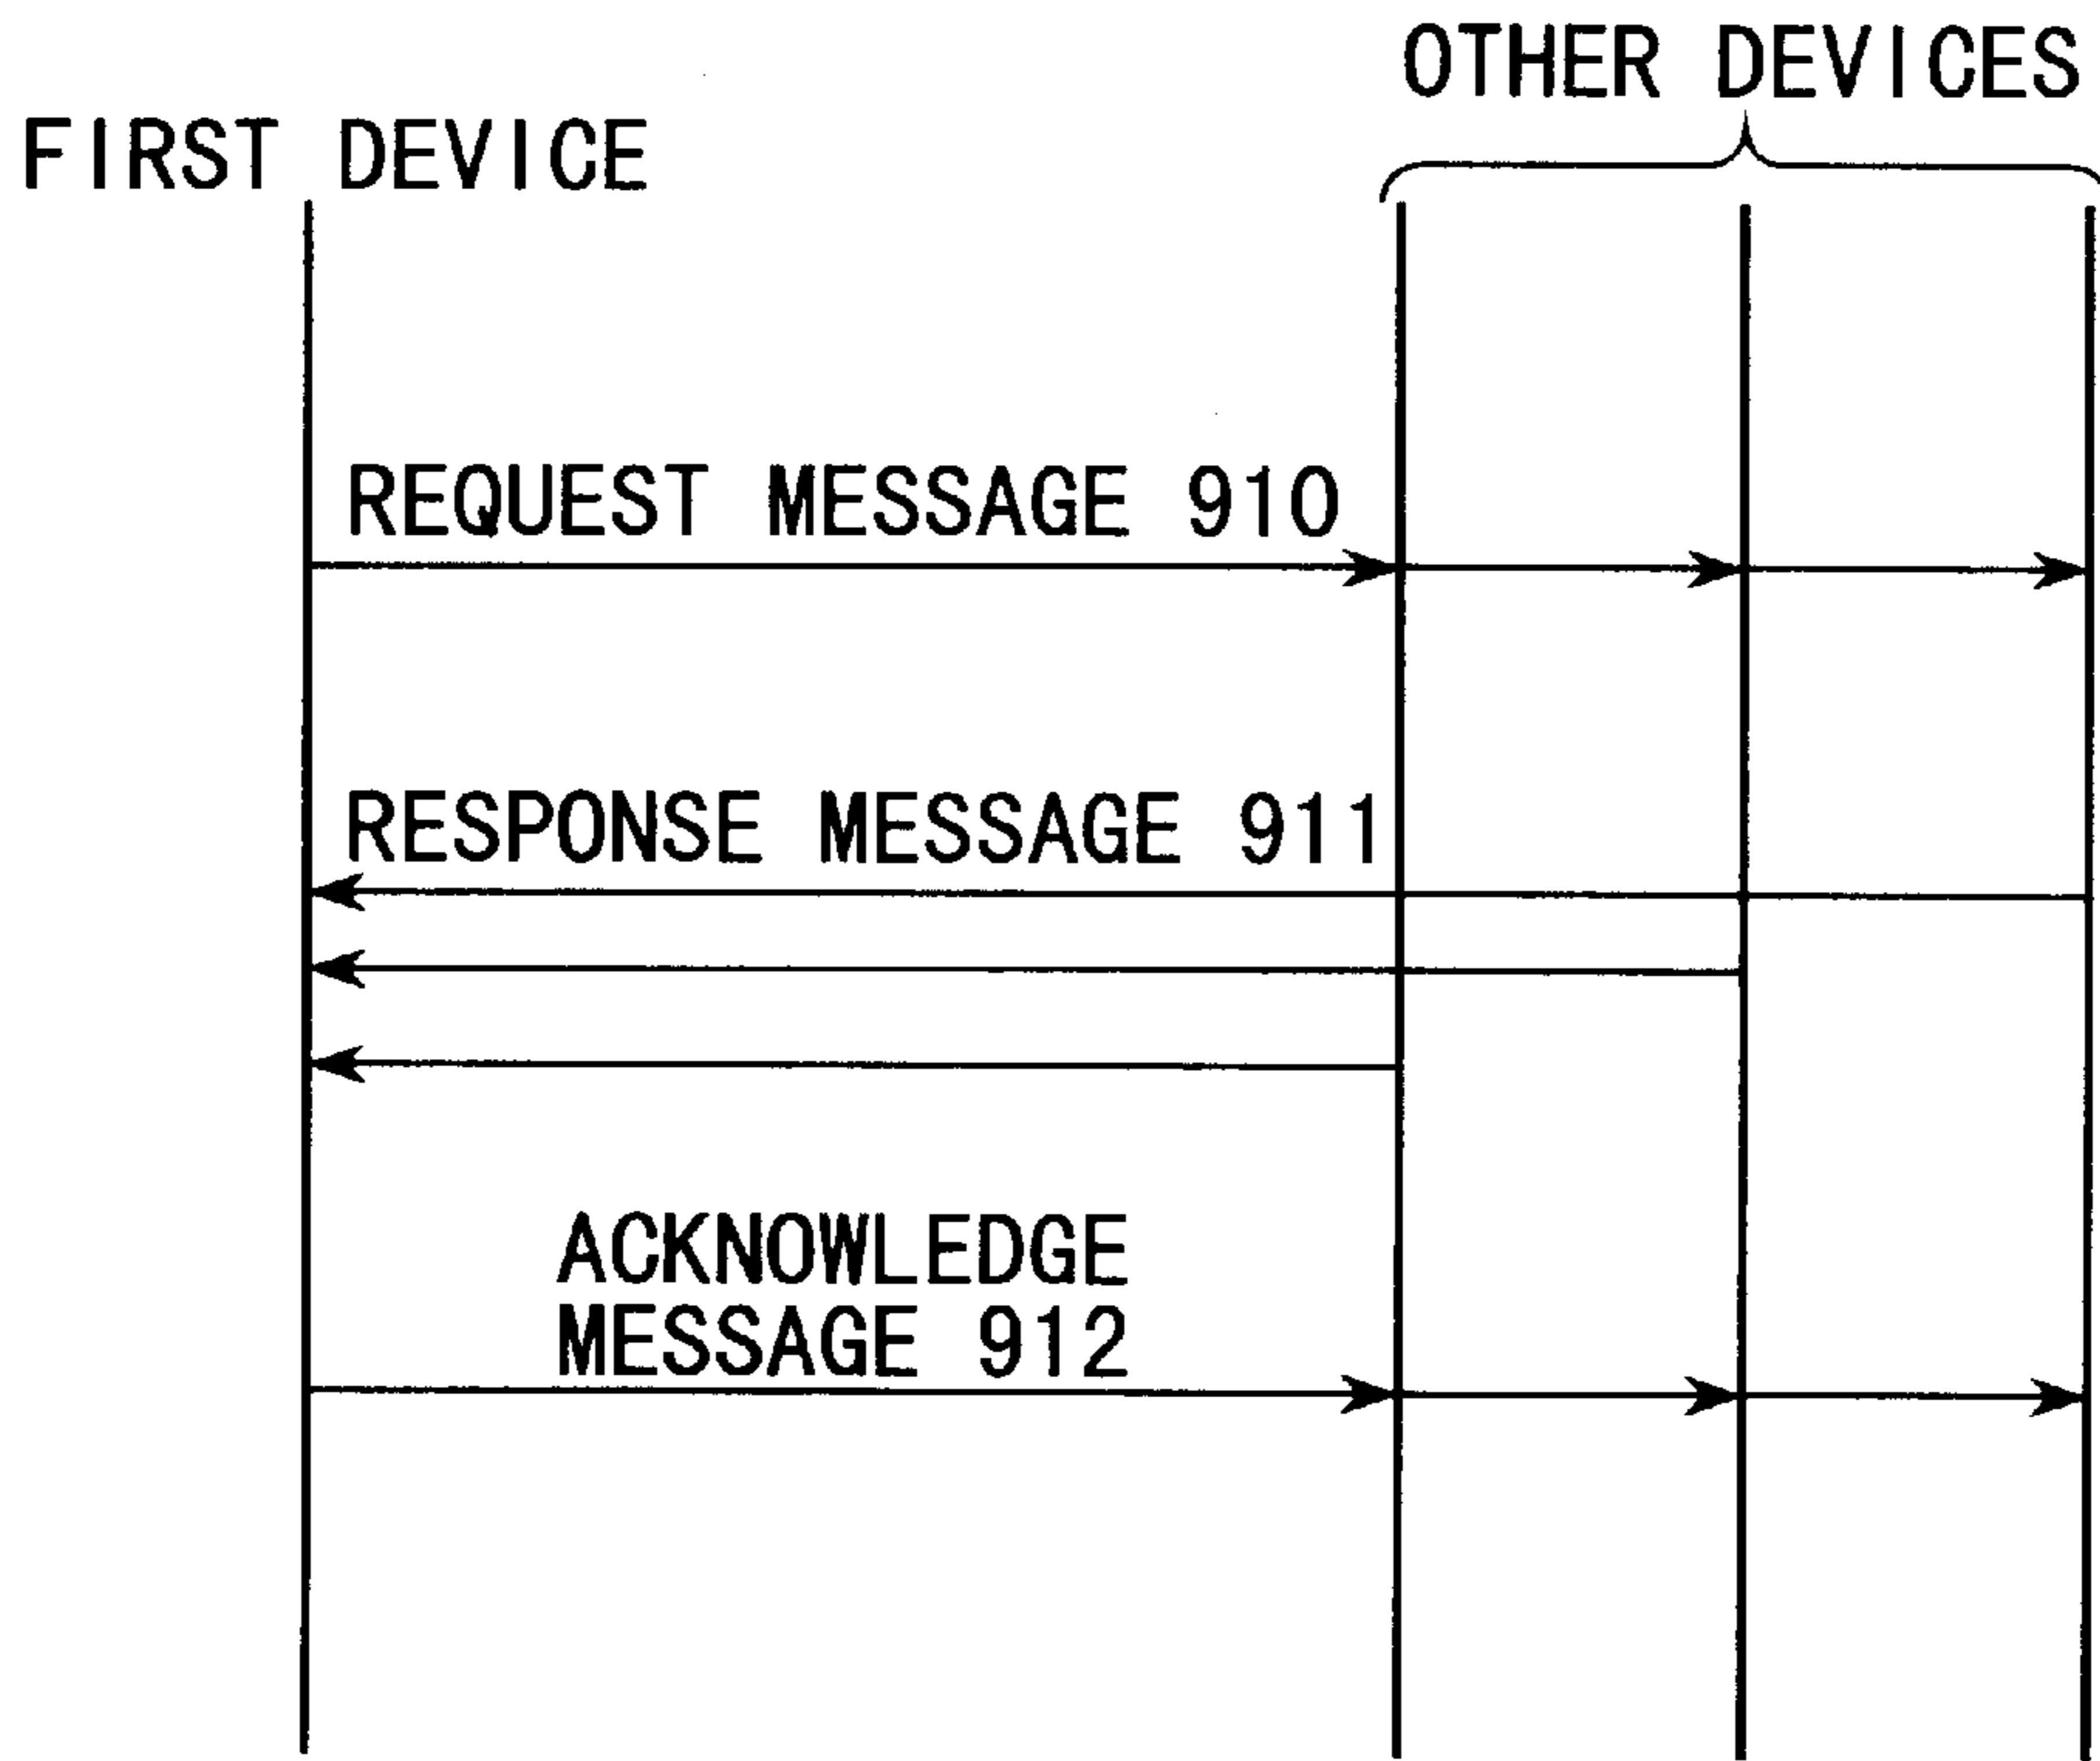 OTHER DEVICES
FIRST DEVICE
REQUEST MESSAGE 910
RESPONSE MESSAGE 911
ACKNOWLEDGE
MESSAGE 912